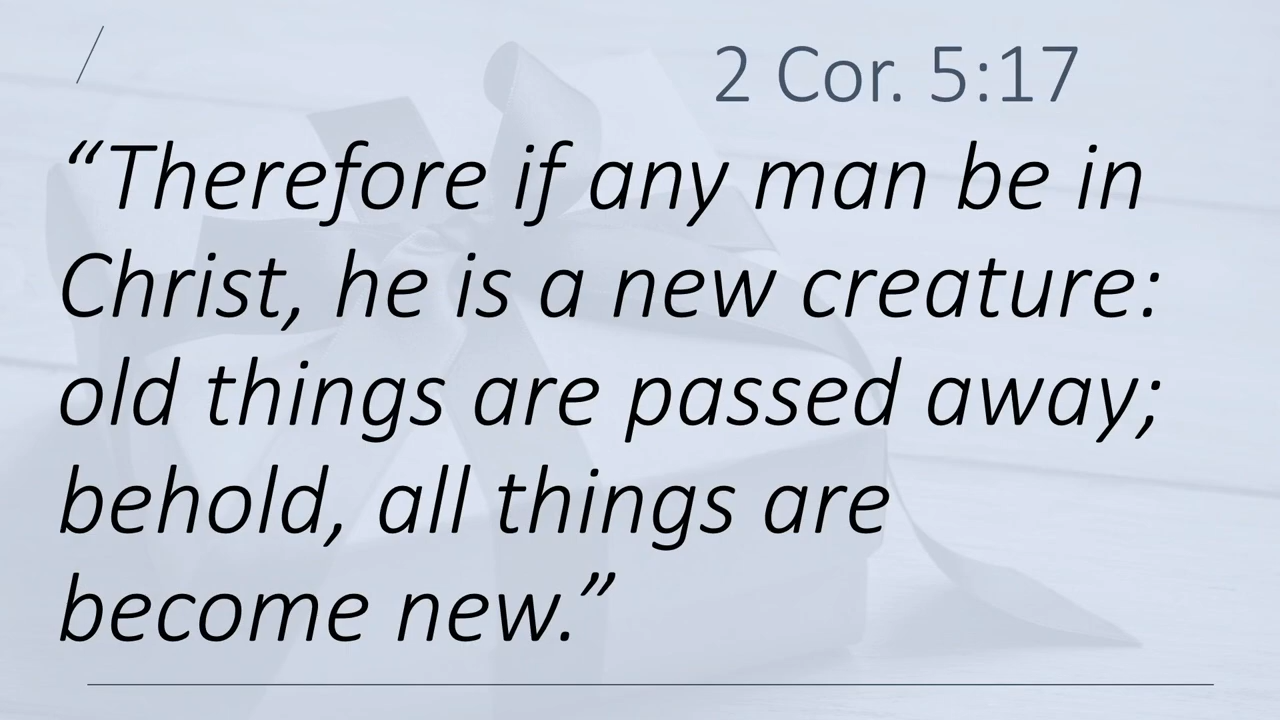 2 Cor. 5:17
“Therefore if any man be in
Christ, he is a new creature:
old things are passed away;
behold, all things are
become new.”